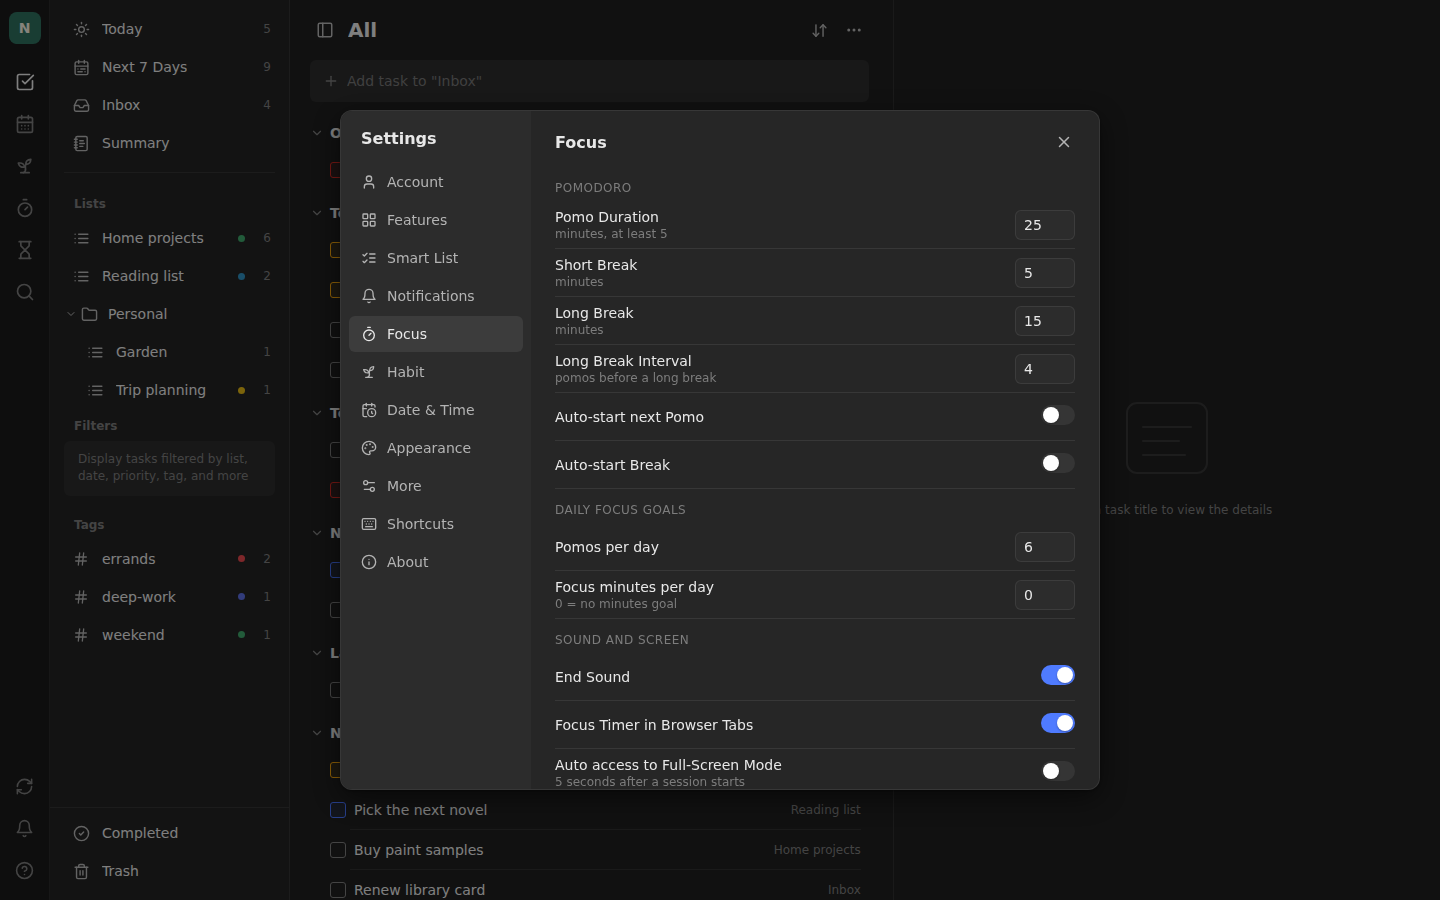 N
Today 5
Next 7 Days 9
Inbox 4
Summary
Lists
Home projects 6
Reading list 2
Personal
Garden 1
Trip planning 1
Filters
Display tasks filtered by list,
date, priority, tag, and more
Tags
errands 2
deep-work 1
weekend 1
Completed
Trash
All
Add task to "Inbox"
Settings
Account
Features
Smart List
Notifications
Focus
Habit
Date & Time
Appearance
More
Shortcuts
About
Focus
POMODORO
Pomo Duration 25
minutes, at least 5
Short Break 5
minutes
Long Break 15
minutes
Long Break Interval 4
pomos before a long break
Auto-start next Pomo
Auto-start Break
DAILY FOCUS GOALS
Pomos per day 6
Focus minutes per day 0
0 = no minutes goal
SOUND AND SCREEN
End Sound
Focus Timer in Browser Tabs
Auto access to Full-Screen Mode
5 seconds after a session starts
Pick the next novel Reading list
Buy paint samples Home projects
Renew library card Inbox
task title to view the details